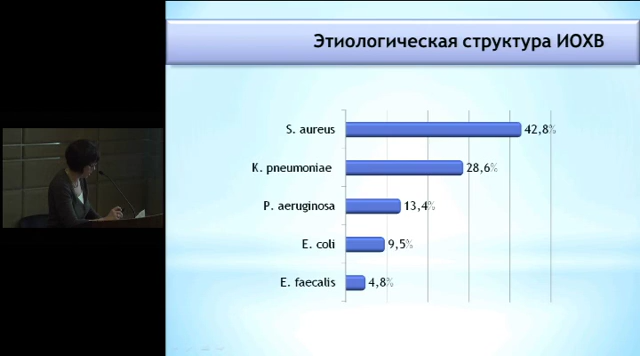 Этиологическая структура ИОХВ
S. aureus 42,8%
K. pneumoniae 28,6%
P. aeruginosa 13,4%
E. coli 9,5%
E. faecalis 4,8%